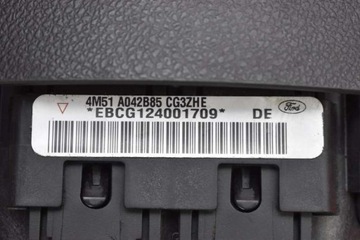 4M51 A042B85 CG3ZHE
*EBCG124001709* DE
Ford